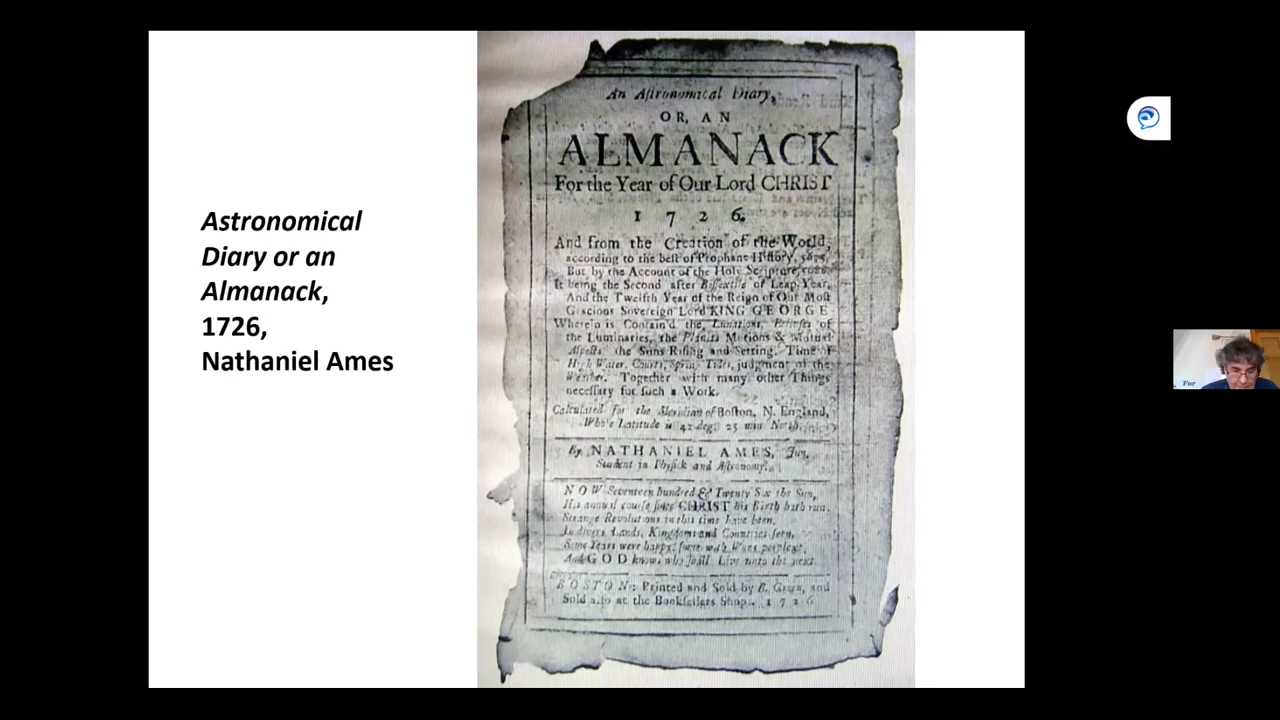 Astronomical
Diary or an
Almanack,
1726,
Nathaniel Ames
An Aſtronomical Diary,
OR, AN
ALMANACK
For the Year of Our Lord CHRIST
1726.
And from the Creation of the World,
according to the beſt of Prophane Hiſtory,
But by the Account of the Holy Scripture,
It being the Second after Biſſextile or Leap-Year,
And the Twelfth Year of the Reign of Our Moſt
Gracious Sovereign Lord KING GEORGE
Wherein is Contain'd the, Lunations, Eclipſes of
the Luminaries, the Planets Motions & Mutual
Aſpects, the Suns Riſing and Setting, Time of
High Water, Courts, Spring Tides, judgment of the
Weather, Together with many other Things
neceſſary for ſuch a Work.
Calculated for the Meridian of Boſton, N. England,
Whoſe Latitude is 42 deg. 25 min North.
By NATHANIEL AMES, Jun.
Student in Phyſick and Aſtronomy.
NOW Seventeen hundred & Twenty Six the Sun,
His annual courſe ſince CHRIST his Birth hath run.
Strange Revolutions in this time have been,
In divers Lands, Kingdoms and Countries ſeen,
Some Years were happy, ſome with Wars perplext,
And GOD knows who ſhall Live unto the next.
BOSTON: Printed and Sold by B. Green, and
Sold alſo at the Bookſellers Shops. 1726
For